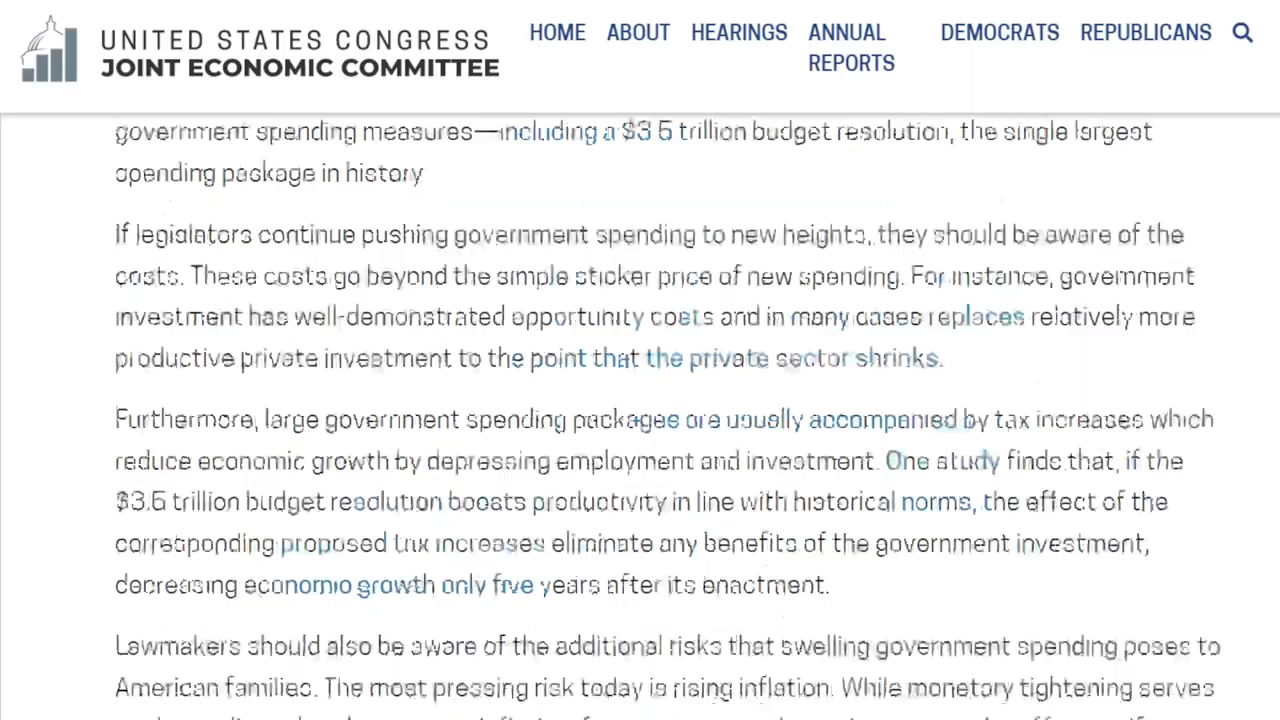 UNITED STATES CONGRESS
JOINT ECONOMIC COMMITTEE
HOME ABOUT HEARINGS ANNUAL REPORTS DEMOCRATS REPUBLICANS
government spending measures—including a $3.5 trillion budget resolution, the single largest
spending package in history
If legislators continue pushing government spending to new heights, they should be aware of the
costs. These costs go beyond the simple sticker price of new spending. For instance, government
investment has well-demonstrated opportunity costs and in many cases replaces relatively more
productive private investment to the point that the private sector shrinks.
Furthermore, large government spending packages are usually accompanied by tax increases which
reduce economic growth by depressing employment and investment. One study finds that, if the
$3.5 trillion budget resolution boosts productivity in line with historical norms, the effect of the
corresponding proposed tax increases eliminate any benefits of the government investment,
decreasing economic growth only five years after its enactment.
Lawmakers should also be aware of the additional risks that swelling government spending poses to
American families. The most pressing risk today is rising inflation. While monetary tightening serves